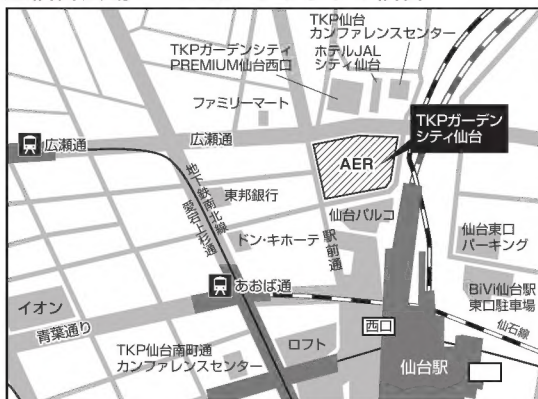 TKP仙台
カンファレンスセンター
TKPガーデンシティ
PREMIUM仙台西口
ホテルJAL
シティ仙台
ファミリーマート
TKPガーデン
シティ仙台
広瀬通
広瀬通
AER
地下鉄南北線
愛宕上杉通
東邦銀行
仙台パルコ
駅前通
ドン・キホーテ
仙台東口
パーキング
あおば通
BiVi仙台駅
東口駐車場
イオン
青葉通り
仙石線
西口
ロフト
TKP仙台南町通
カンファレンスセンター
仙台駅